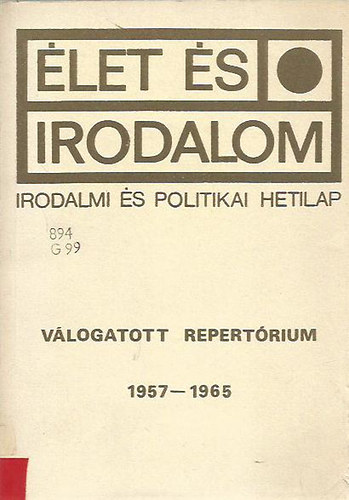 ÉLET ÉS
IRODALOM
IRODALMI ÉS POLITIKAI HETILAP
894
G 99
VÁLOGATOTT REPERTÓRIUM
1957—1965